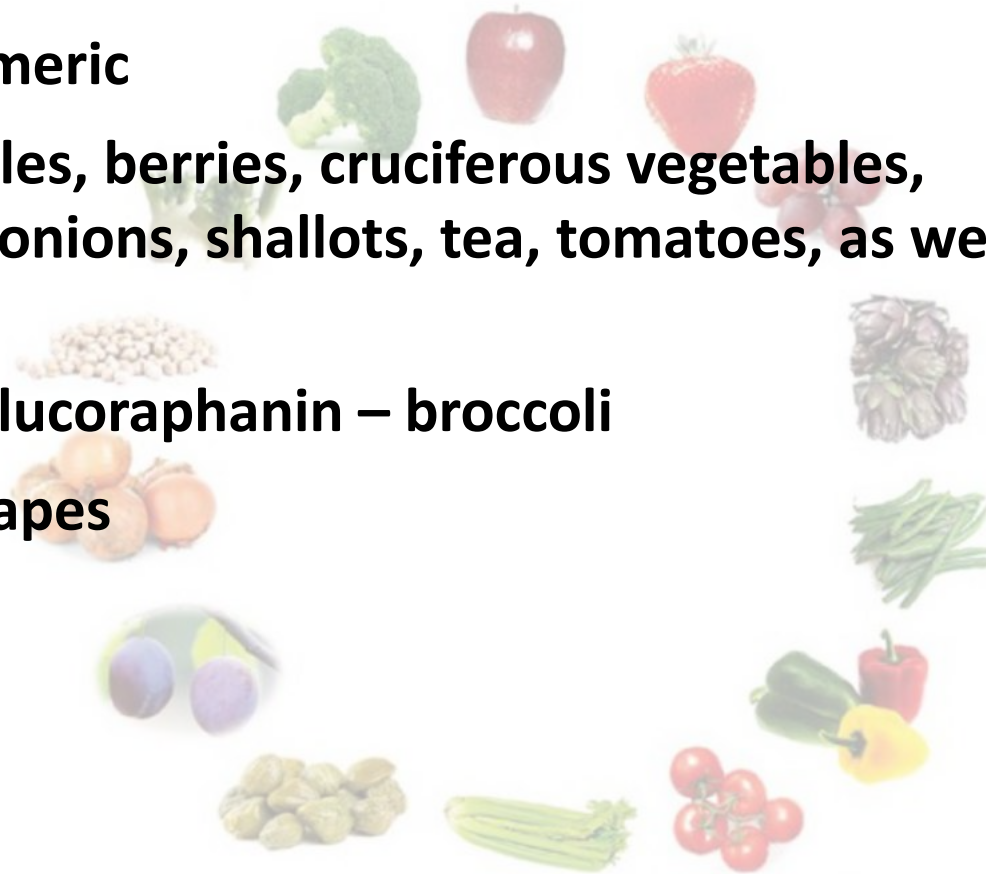 meric
les, berries, cruciferous vegetables,
onions, shallots, tea, tomatoes, as we
lucoraphanin – broccoli
apes